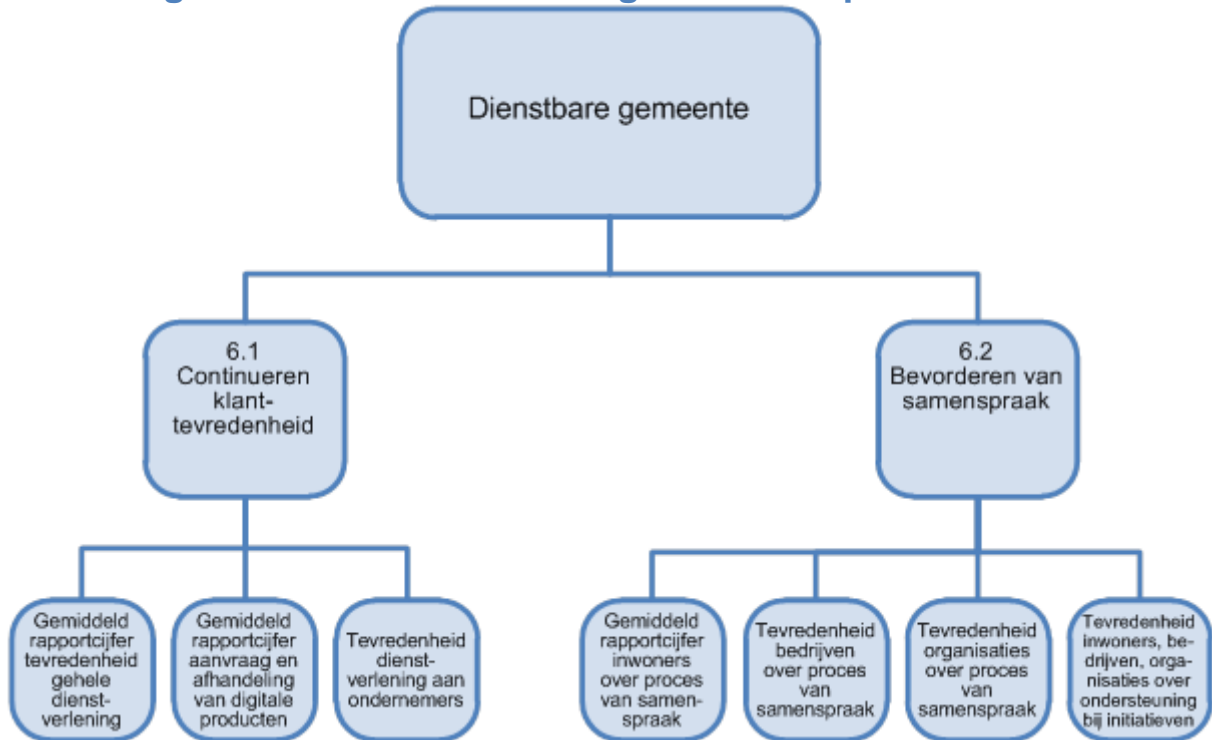 Dienstbare gemeente
6.1
Continueren
klant-
tevredenheid
6.2
Bevorderen van
samenspraak
Gemiddeld
rapportcijfer
tevredenheid
gehele
dienst-
verlening
Gemiddeld
rapportcijfer
aanvraag en
afhandeling
van digitale
producten
Tevredenheid
dienst-
verlening aan
ondernemers
Gemiddeld
rapportcijfer
inwoners
over proces
van samen-
spraak
Tevredenheid
bedrijven
over proces
van
samenspraak
Tevredenheid
organisaties
over proces
van
samenspraak
Tevredenheid
inwoners, be-
drijven, orga-
nisaties over
ondersteuning
bij initiatieven